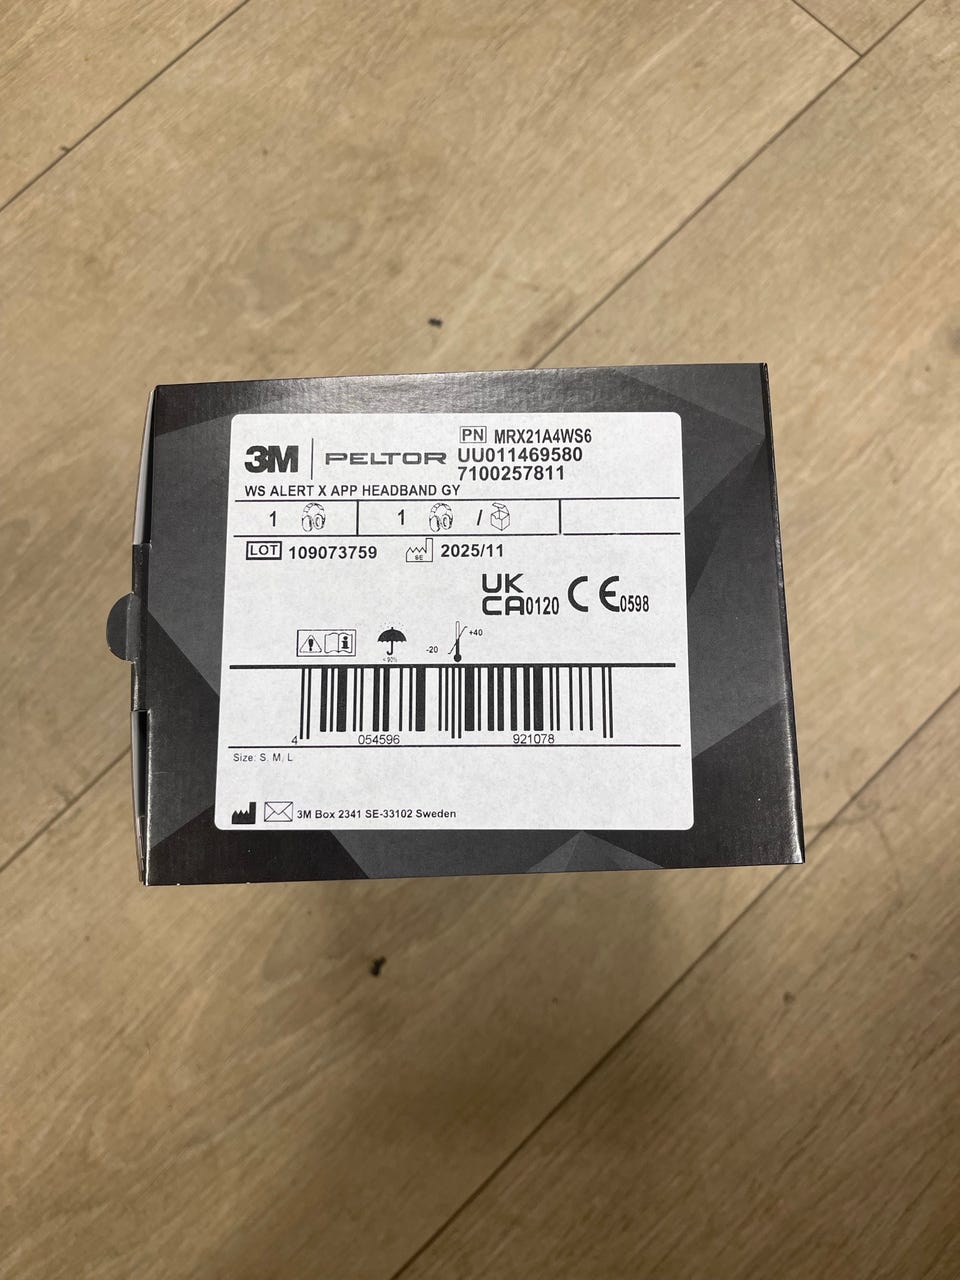 3M | PELTOR
PN MRX21A4WS6
UU011469580
7100257811
WS ALERT X APP HEADBAND GY
1 1 /
LOT 109073759 SE 2025/11
UK
CA0120 CE0598
<90% -20 +40
4 054596 921078
Size: S, M, L
3M Box 2341 SE-33102 Sweden